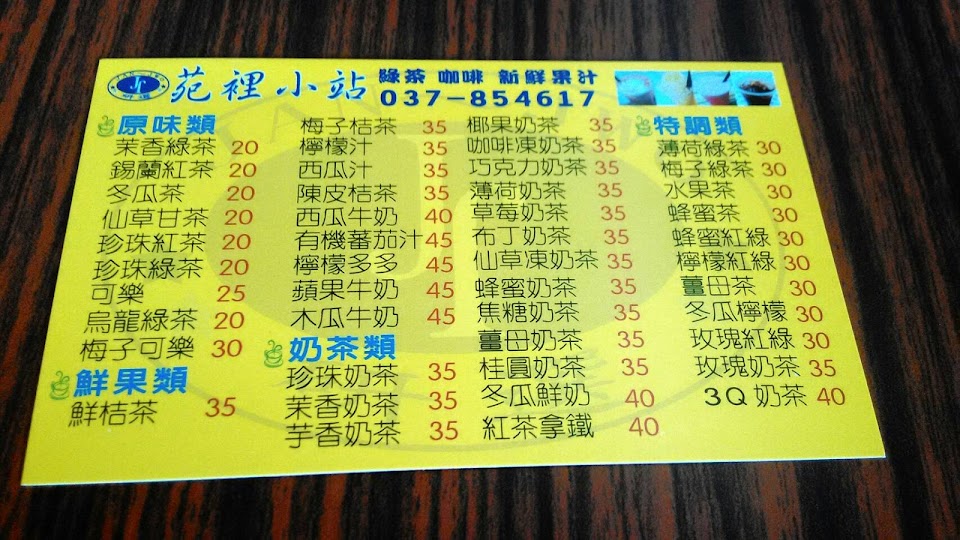 苑裡小站
綠茶 咖啡 新鮮果汁
037-854617
原味類
茉香綠茶 20
錫蘭紅茶 20
冬瓜茶 20
仙草甘茶 20
珍珠紅茶 20
珍珠綠茶 20
可樂 25
烏龍綠茶 20
梅子可樂 30
鮮果類
鮮桔茶 35
梅子桔茶 35
檸檬汁 35
西瓜汁 35
陳皮桔茶 35
西瓜牛奶 40
有機蕃茄汁 45
檸檬多多 45
蘋果牛奶 45
木瓜牛奶 45
奶茶類
珍珠奶茶 35
茉香奶茶 35
芋香奶茶 35
椰果奶茶 35
咖啡凍奶茶 35
巧克力奶茶 35
薄荷奶茶 35
草莓奶茶 35
布丁奶茶 35
仙草凍奶茶 35
蜂蜜奶茶 35
焦糖奶茶 35
薑母奶茶 35
桂圓奶茶 35
冬瓜鮮奶 40
紅茶拿鐵 40
特調類
薄荷綠茶 30
梅子綠茶 30
水果茶 30
蜂蜜茶 30
蜂蜜紅綠 30
檸檬紅綠 30
薑母茶 30
冬瓜檸檬 30
玫瑰紅綠 30
玫瑰奶茶 35
3Q奶茶 40